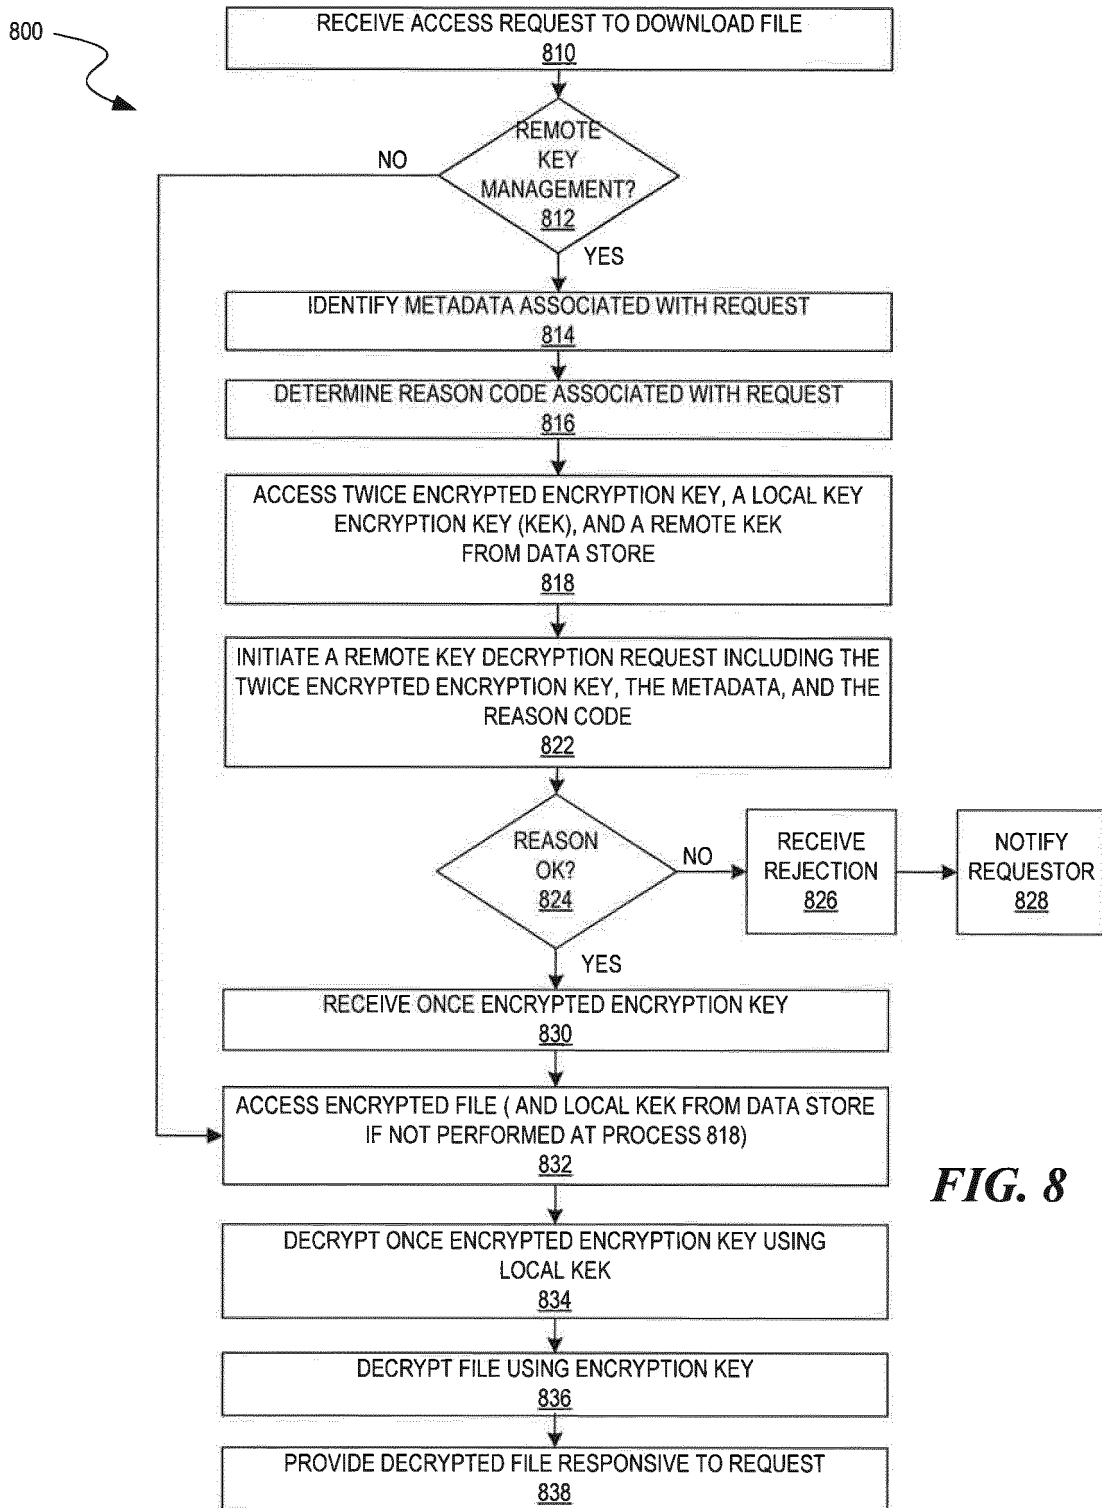 800
RECEIVE ACCESS REQUEST TO DOWNLOAD FILE
810
REMOTE
KEY
MANAGEMENT?
812
NO
YES
IDENTIFY METADATA ASSOCIATED WITH REQUEST
814
DETERMINE REASON CODE ASSOCIATED WITH REQUEST
816
ACCESS TWICE ENCRYPTED ENCRYPTION KEY, A LOCAL KEY
ENCRYPTION KEY (KEK), AND A REMOTE KEK
FROM DATA STORE
818
INITIATE A REMOTE KEY DECRYPTION REQUEST INCLUDING THE
TWICE ENCRYPTED ENCRYPTION KEY, THE METADATA, AND THE
REASON CODE
822
REASON
OK?
824
NO
RECEIVE
REJECTION
826
NOTIFY
REQUESTOR
828
YES
RECEIVE ONCE ENCRYPTED ENCRYPTION KEY
830
ACCESS ENCRYPTED FILE ( AND LOCAL KEK FROM DATA STORE
IF NOT PERFORMED AT PROCESS 818)
832
FIG. 8
DECRYPT ONCE ENCRYPTED ENCRYPTION KEY USING
LOCAL KEK
834
DECRYPT FILE USING ENCRYPTION KEY
836
PROVIDE DECRYPTED FILE RESPONSIVE TO REQUEST
838